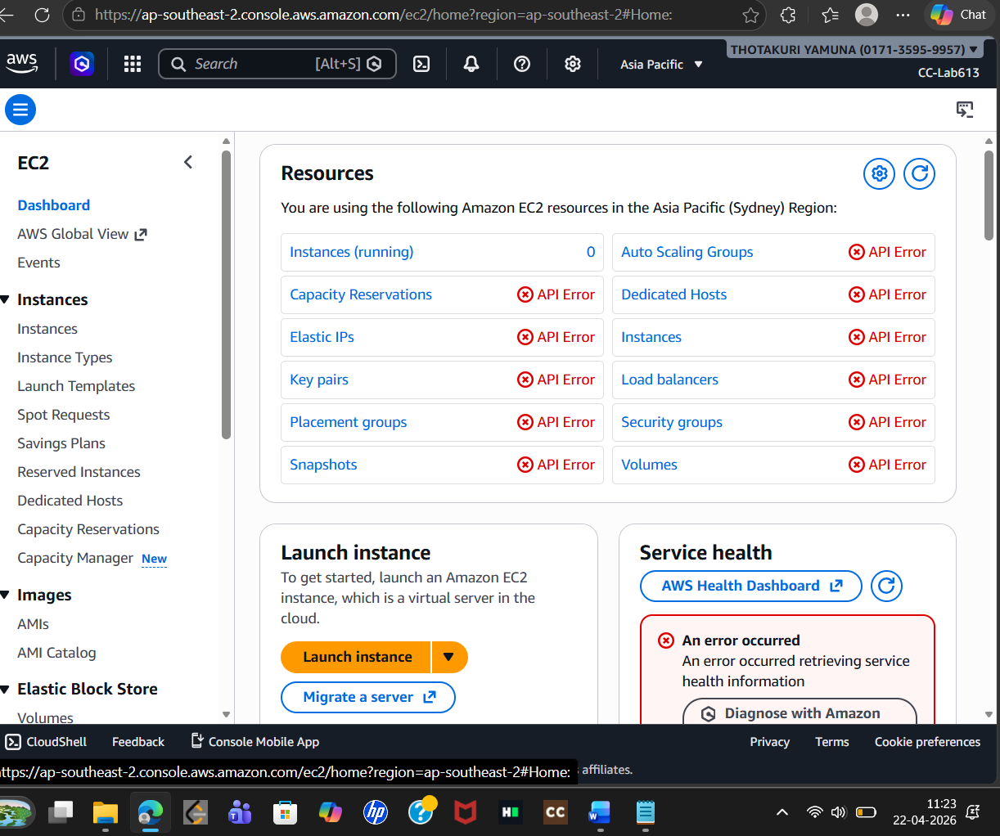 https://ap-southeast-2.console.aws.amazon.com/ec2/home?region=ap-southeast-2#Home:
Chat
aws
Search
[Alt+S]
Asia Pacific
THOTAKURI YAMUNA (0171-3595-9957)
CC-Lab613
EC2
Dashboard
AWS Global View
Events
Instances
Instances
Instance Types
Launch Templates
Spot Requests
Savings Plans
Reserved Instances
Dedicated Hosts
Capacity Reservations
Capacity Manager New
Images
AMIs
AMI Catalog
Elastic Block Store
Volumes
Resources
You are using the following Amazon EC2 resources in the Asia Pacific (Sydney) Region:
Instances (running) 0
Auto Scaling Groups API Error
Capacity Reservations API Error
Dedicated Hosts API Error
Elastic IPs API Error
Instances API Error
Key pairs API Error
Load balancers API Error
Placement groups API Error
Security groups API Error
Snapshots API Error
Volumes API Error
Launch instance
To get started, launch an Amazon EC2
instance, which is a virtual server in the
cloud.
Launch instance
Migrate a server
Service health
AWS Health Dashboard
An error occurred
An error occurred retrieving service
health information
Diagnose with Amazon
CloudShell
Feedback
Console Mobile App
Privacy
Terms
Cookie preferences
ttps://ap-southeast-2.console.aws.amazon.com/ec2/home?region=ap-southeast-2#Home:
affiliates.
hp
CC
11:23
22-04-2026